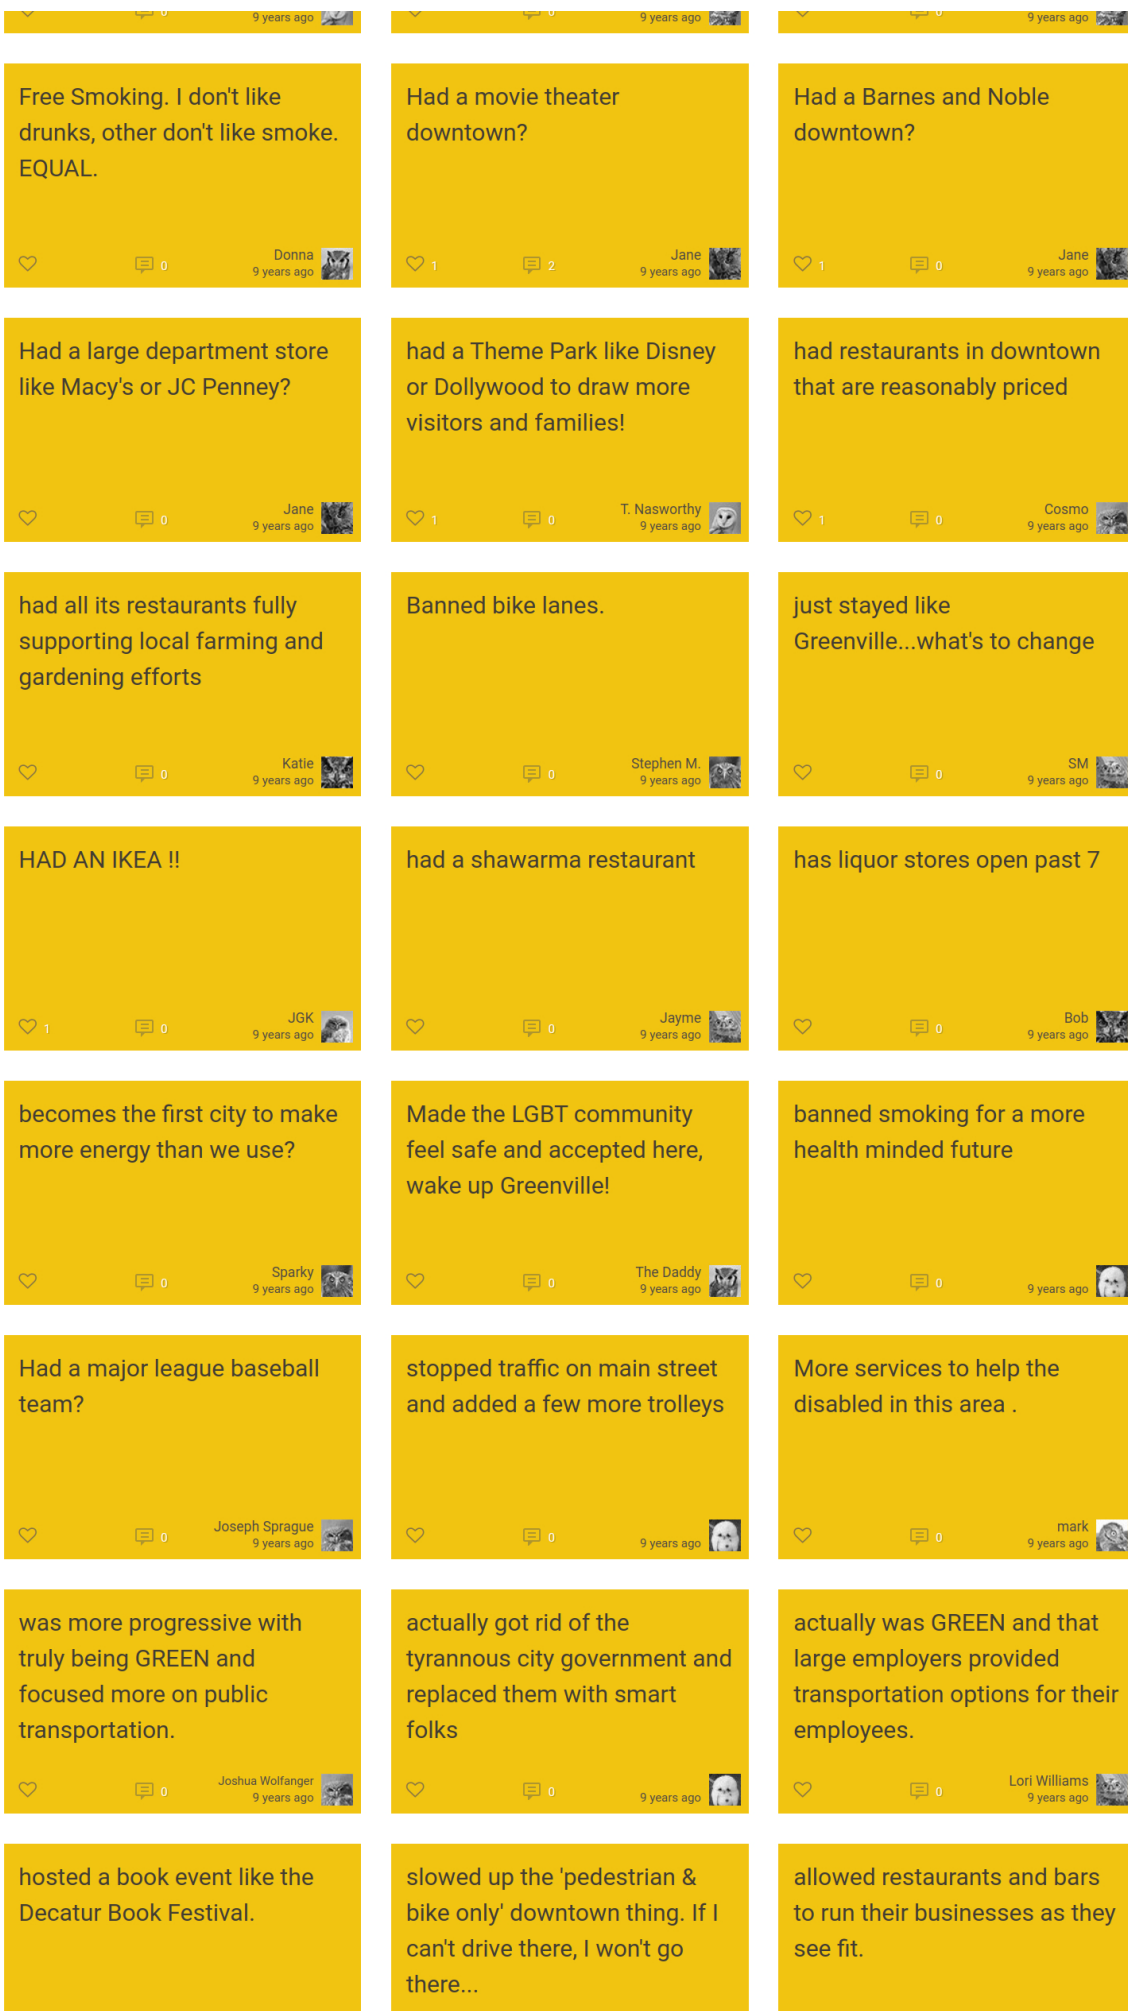 0
9 years ago
0
9 years ago
0
9 years ago
Free Smoking. I don't like
drunks, other don't like smoke.
EQUAL.
0
Donna
9 years ago
Had a movie theater
downtown?
1
2
Jane
9 years ago
Had a Barnes and Noble
downtown?
1
0
Jane
9 years ago
Had a large department store
like Macy's or JC Penney?
0
Jane
9 years ago
had a Theme Park like Disney
or Dollywood to draw more
visitors and families!
1
0
T. Nasworthy
9 years ago
had restaurants in downtown
that are reasonably priced
1
0
Cosmo
9 years ago
had all its restaurants fully
supporting local farming and
gardening efforts
0
Katie
9 years ago
Banned bike lanes.
0
Stephen M.
9 years ago
just stayed like
Greenville...what's to change
0
SM
9 years ago
HAD AN IKEA !!
1
0
JGK
9 years ago
had a shawarma restaurant
0
Jayme
9 years ago
has liquor stores open past 7
0
Bob
9 years ago
becomes the first city to make
more energy than we use?
0
Sparky
9 years ago
Made the LGBT community
feel safe and accepted here,
wake up Greenville!
0
The Daddy
9 years ago
banned smoking for a more
health minded future
0
9 years ago
Had a major league baseball
team?
0
Joseph Sprague
9 years ago
stopped traffic on main street
and added a few more trolleys
0
9 years ago
More services to help the
disabled in this area .
0
mark
9 years ago
was more progressive with
truly being GREEN and
focused more on public
transportation.
0
Joshua Wolfanger
9 years ago
actually got rid of the
tyrannous city government and
replaced them with smart
folks
0
9 years ago
actually was GREEN and that
large employers provided
transportation options for their
employees.
0
Lori Williams
9 years ago
hosted a book event like the
Decatur Book Festival.
slowed up the 'pedestrian &
bike only' downtown thing. If I
can't drive there, I won't go
there...
allowed restaurants and bars
to run their businesses as they
see fit.